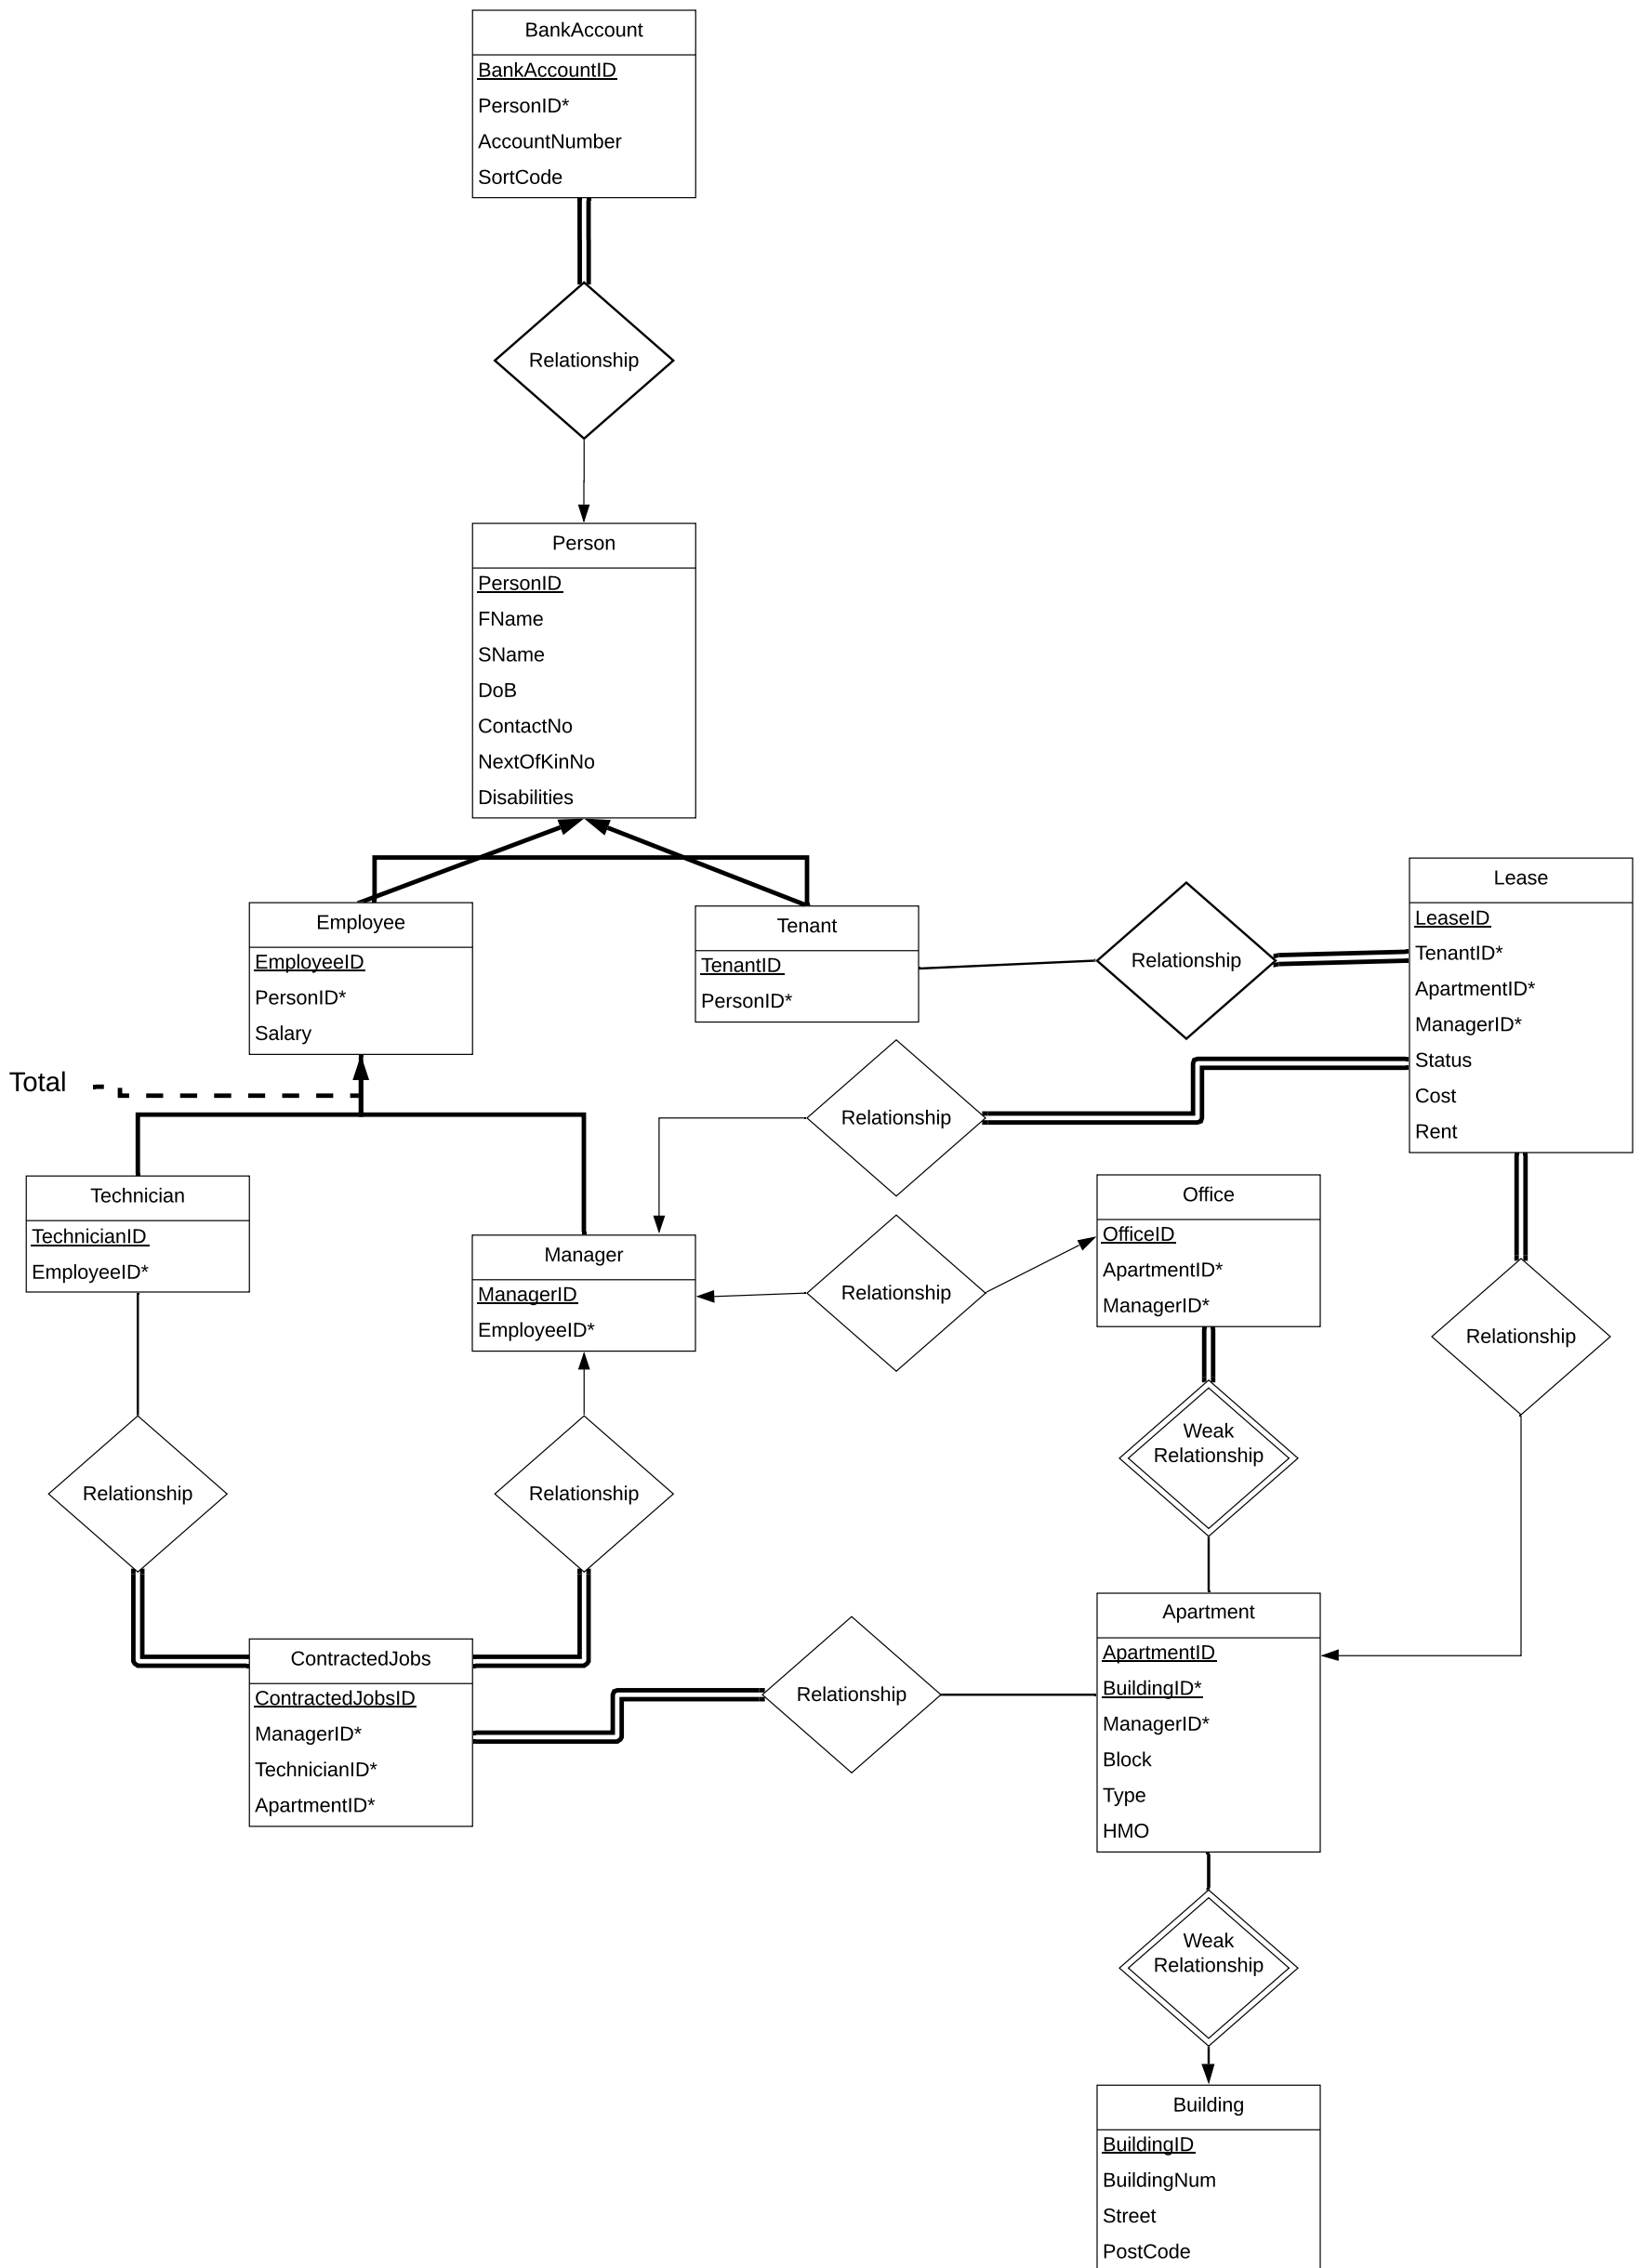 BankAccount
BankAccountID
PersonID*
AccountNumber
SortCode
Relationship
Person
PersonID
FName
SName
DoB
ContactNo
NextOfKinNo
Disabilities
Employee
EmployeeID
PersonID*
Salary
Tenant
TenantID
PersonID*
Relationship
Lease
LeaseID
TenantID*
ApartmentID*
ManagerID*
Status
Cost
Rent
Total
Relationship
Technician
TechnicianID
EmployeeID*
Manager
ManagerID
EmployeeID*
Relationship
Office
OfficeID
ApartmentID*
ManagerID*
Relationship
Relationship
Relationship
Weak
Relationship
ContractedJobs
ContractedJobsID
ManagerID*
TechnicianID*
ApartmentID*
Relationship
Apartment
ApartmentID
BuildingID*
ManagerID*
Block
Type
HMO
Weak
Relationship
Building
BuildingID
BuildingNum
Street
PostCode